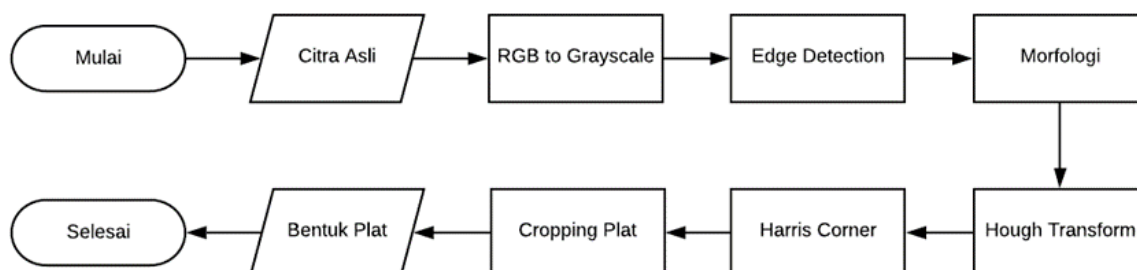 Mulai
Citra Asli
RGB to Grayscale
Edge Detection
Morfologi
Hough Transform
Harris Corner
Cropping Plat
Bentuk Plat
Selesai